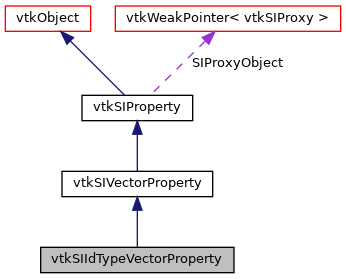 vtkObject
vtkWeakPointer< vtkSIProxy >
SIProxyObject
vtkSIProperty
vtkSIVectorProperty
vtkSIIdTypeVectorProperty